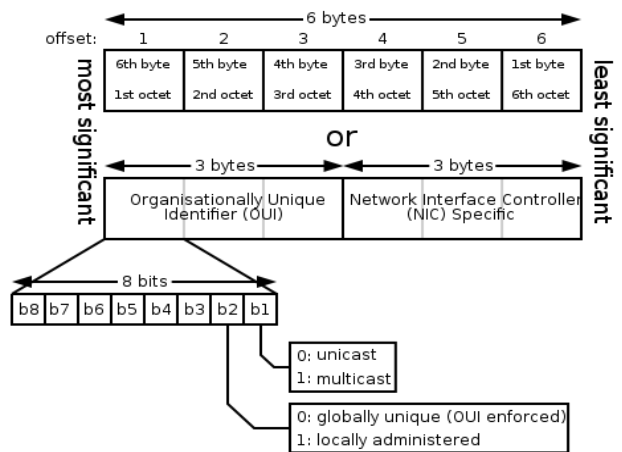 6 bytes
offset: 1 2 3 4 5 6
most significant
6th byte 5th byte 4th byte 3rd byte 2nd byte 1st byte
1st octet 2nd octet 3rd octet 4th octet 5th octet 6th octet
least significant
or
3 bytes 3 bytes
Organisationally Unique
Identifier (OUI)
Network Interface Controller
(NIC) Specific
8 bits
b8 b7 b6 b5 b4 b3 b2 b1
0: unicast
1: multicast
0: globally unique (OUI enforced)
1: locally administered